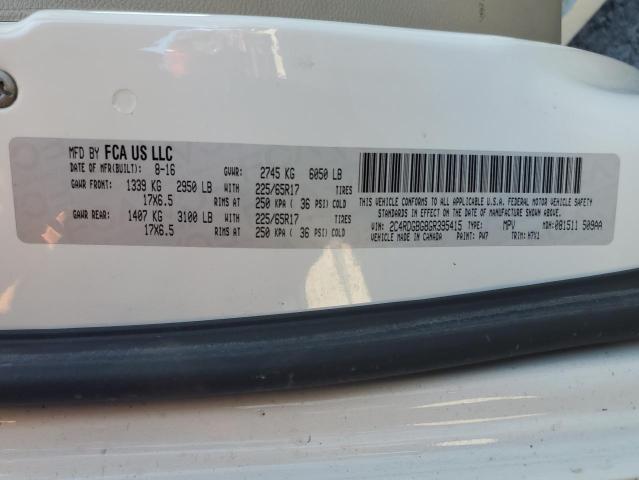 MFD BY FCA US LLC
DATE OF MFR(BUILT): 8-16 GVWR: 2745 KG 6050 LB
GAWR FRONT: 1339 KG 2950 LB WITH 225/65R17 TIRES
17X6.5 RIMS AT 250 KPA ( 36 PSI) COLD
GAWR REAR: 1407 KG 3100 LB WITH 225/65R17 TIRES
17X6.5 RIMS AT 250 KPA ( 36 PSI) COLD
THIS VEHICLE CONFORMS TO ALL APPLICABLE U.S.A. FEDERAL MOTOR VEHICLE SAFETY
STANDARDS IN EFFECT ON THE DATE OF MANUFACTURE SHOWN ABOVE.
VIN: 2C4RDGBG8GR395415 TYPE: MPV MDH: 081511 509AA
VEHICLE MADE IN CANADA PAINT: PW7 TRIM: H7X1